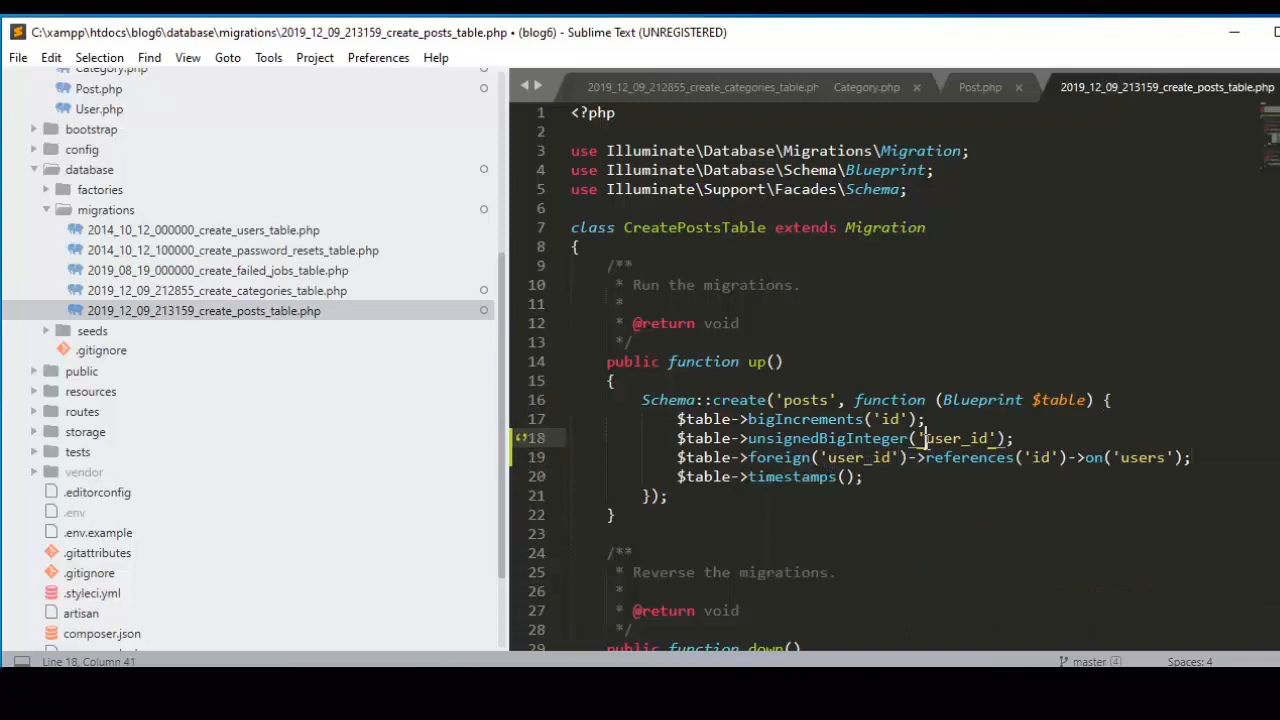 C:\xampp\htdocs\blog6\database\migrations\2019_12_09_213159_create_posts_table.php • (blog6) - Sublime Text (UNREGISTERED)
File Edit Selection Find View Goto Tools Project Preferences Help
Category.php
Post.php
User.php
bootstrap
config
database
factories
migrations
2014_10_12_000000_create_users_table.php
2014_10_12_100000_create_password_resets_table.php
2019_08_19_000000_create_failed_jobs_table.php
2019_12_09_212855_create_categories_table.php
2019_12_09_213159_create_posts_table.php
seeds
.gitignore
public
resources
routes
storage
tests
vendor
.editorconfig
.env
.env.example
.gitattributes
.gitignore
.styleci.yml
artisan
composer.json
2019_12_09_212855_create_categories_table.ph Category.php × Post.php × 2019_12_09_213159_create_posts_table.php
1 <?php
2
3 use Illuminate\Database\Migrations\Migration;
4 use Illuminate\Database\Schema\Blueprint;
5 use Illuminate\Support\Facades\Schema;
6
7 class CreatePostsTable extends Migration
8 {
9 /**
10 * Run the migrations.
11 *
12 * @return void
13 */
14 public function up()
15 {
16 Schema::create('posts', function (Blueprint $table) {
17 $table->bigIncrements('id');
18 $table->unsignedBigInteger('user_id');
19 $table->foreign('user_id')->references('id')->on('users');
20 $table->timestamps();
21 });
22 }
23
24 /**
25 * Reverse the migrations.
26 *
27 * @return void
28 */
29 public function down()
Line 18, Column 41 master 4 Spaces: 4